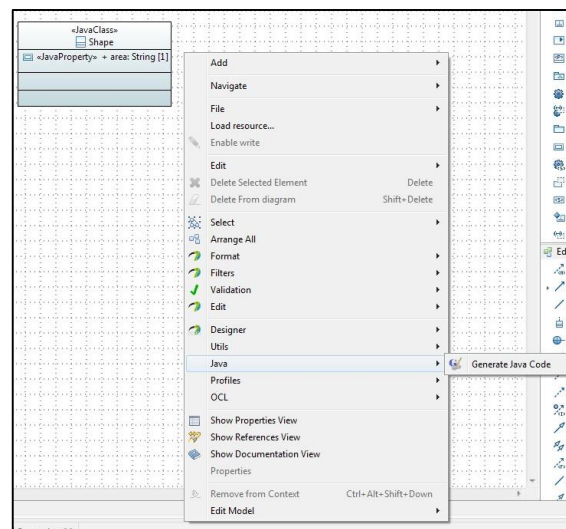 «JavaClass»
Shape
«JavaProperty» + area: String [1]
Add
Navigate
File
Load resource...
Enable write
Edit
Delete Selected Element Delete
Delete From diagram Shift+Delete
Select
Arrange All
Format
Filters
Validation
Edit
Designer
Utils
Java
Generate Java Code
Profiles
OCL
Show Properties View
Show References View
Show Documentation View
Properties
Remove from Context Ctrl+Alt+Shift+Down
Edit Model
Ed